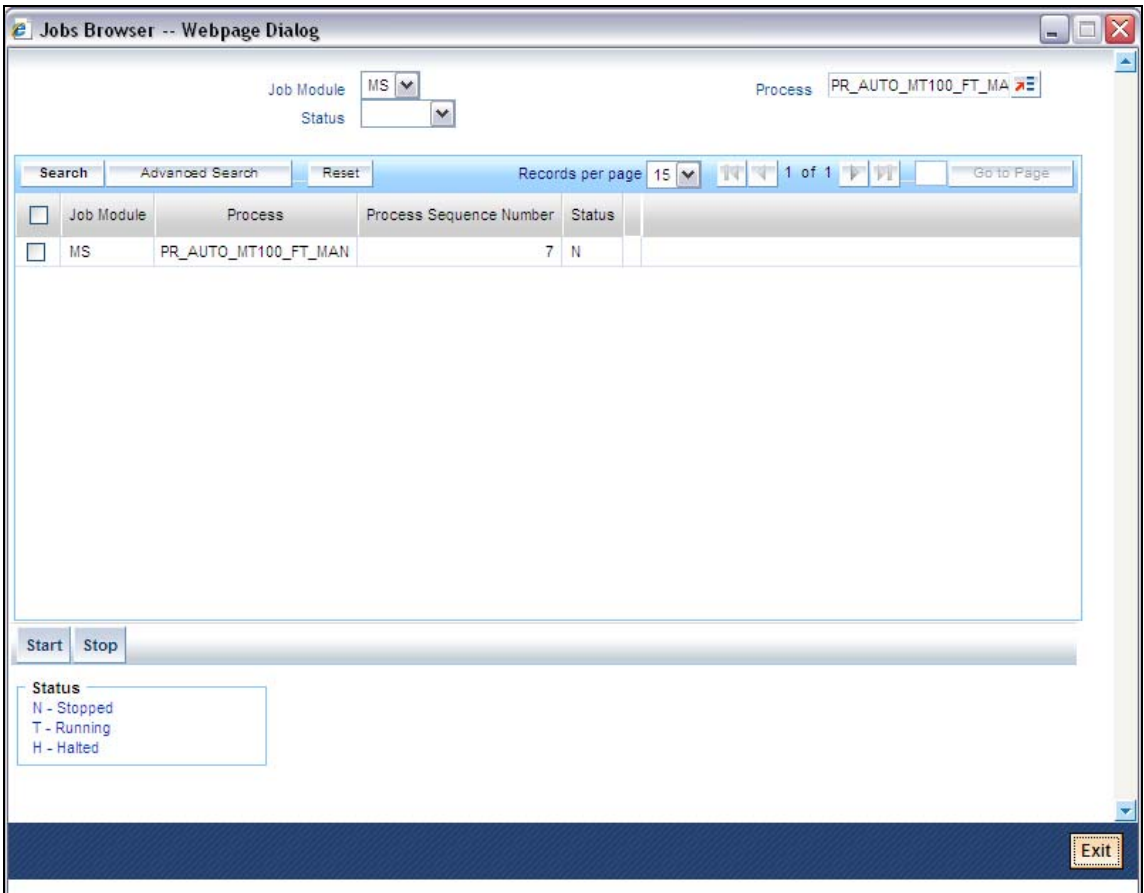 Jobs Browser -- Webpage Dialog
Job Module MS Process PR_AUTO_MT100_FT_MA
Status
Search Advanced Search Reset Records per page 15 1 of 1 Go to Page
Job Module Process Process Sequence Number Status
MS PR_AUTO_MT100_FT_MAN 7 N
Start Stop
Status
N - Stopped
T - Running
H - Halted
Exit